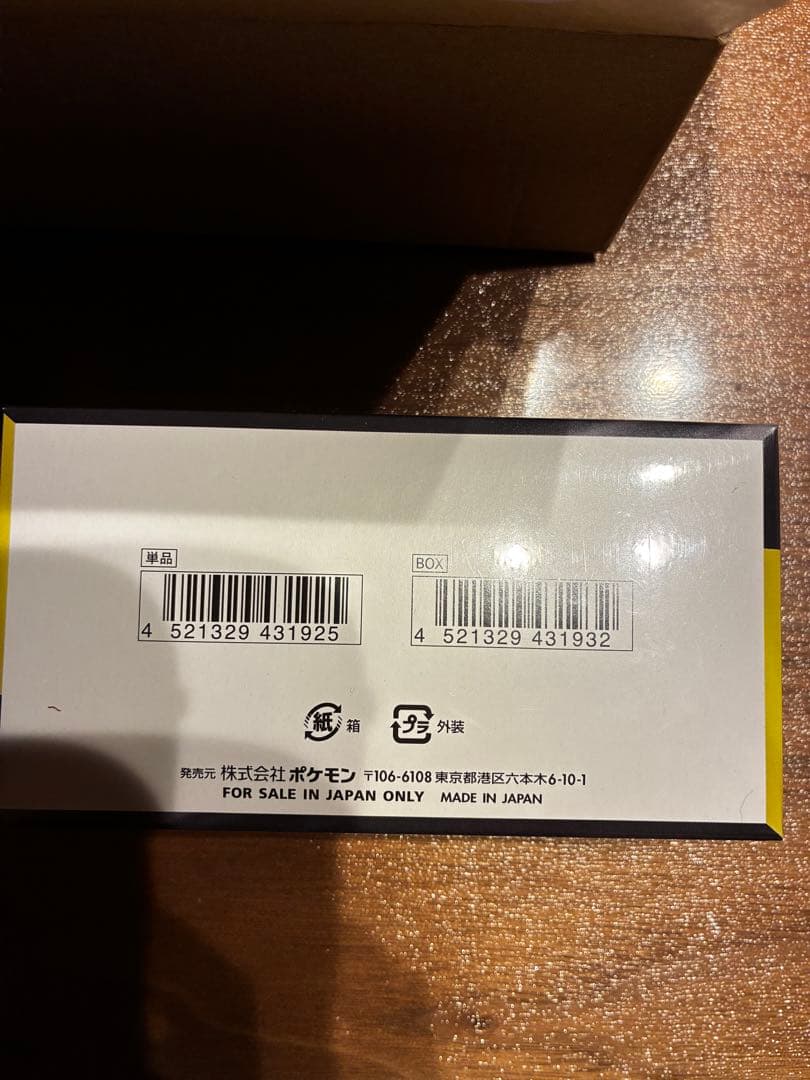 単品
4 521329 431925
BOX
4 521329 431932
紙 箱
プラ 外装
発売元 株式会社 ポケモン 〒106-6108 東京都港区六本木6-10-1
FOR SALE IN JAPAN ONLY MADE IN JAPAN